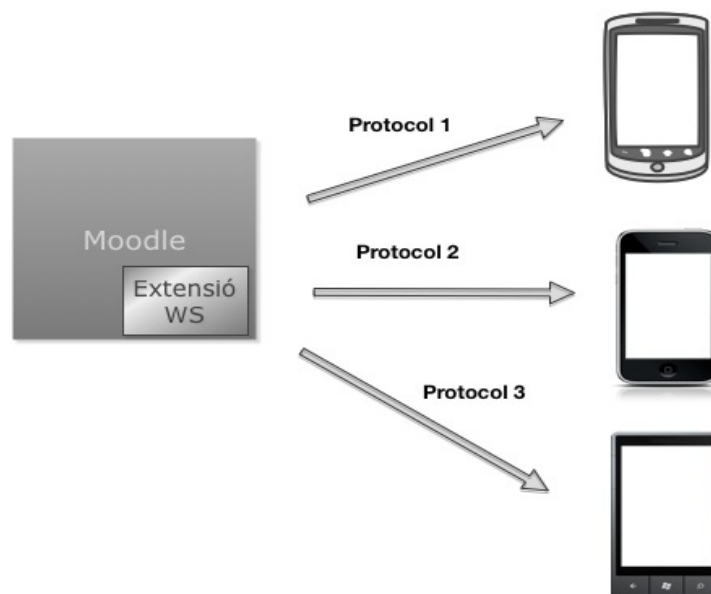 Protocol 1
Moodle
Protocol 2
Extensió
WS
Protocol 3